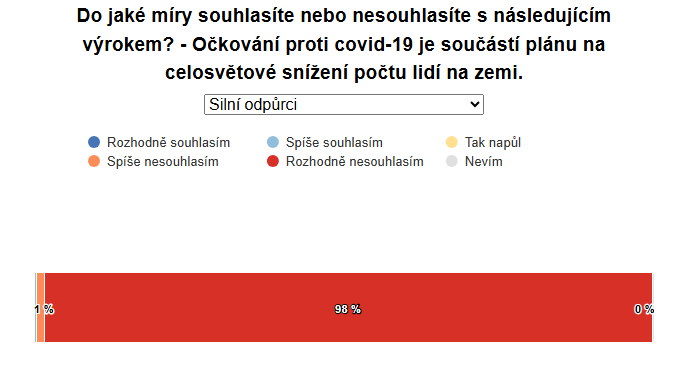 Do jaké míry souhlasíte nebo nesouhlasíte s následujícím
výrokem? - Očkování proti covid-19 je součástí plánu na
celosvětové snížení počtu lidí na zemi.
Silní odpůrci
Rozhodně souhlasím Spíše souhlasím Tak napůl
Spíše nesouhlasím Rozhodně nesouhlasím Nevím
1 % 98 % 0 %